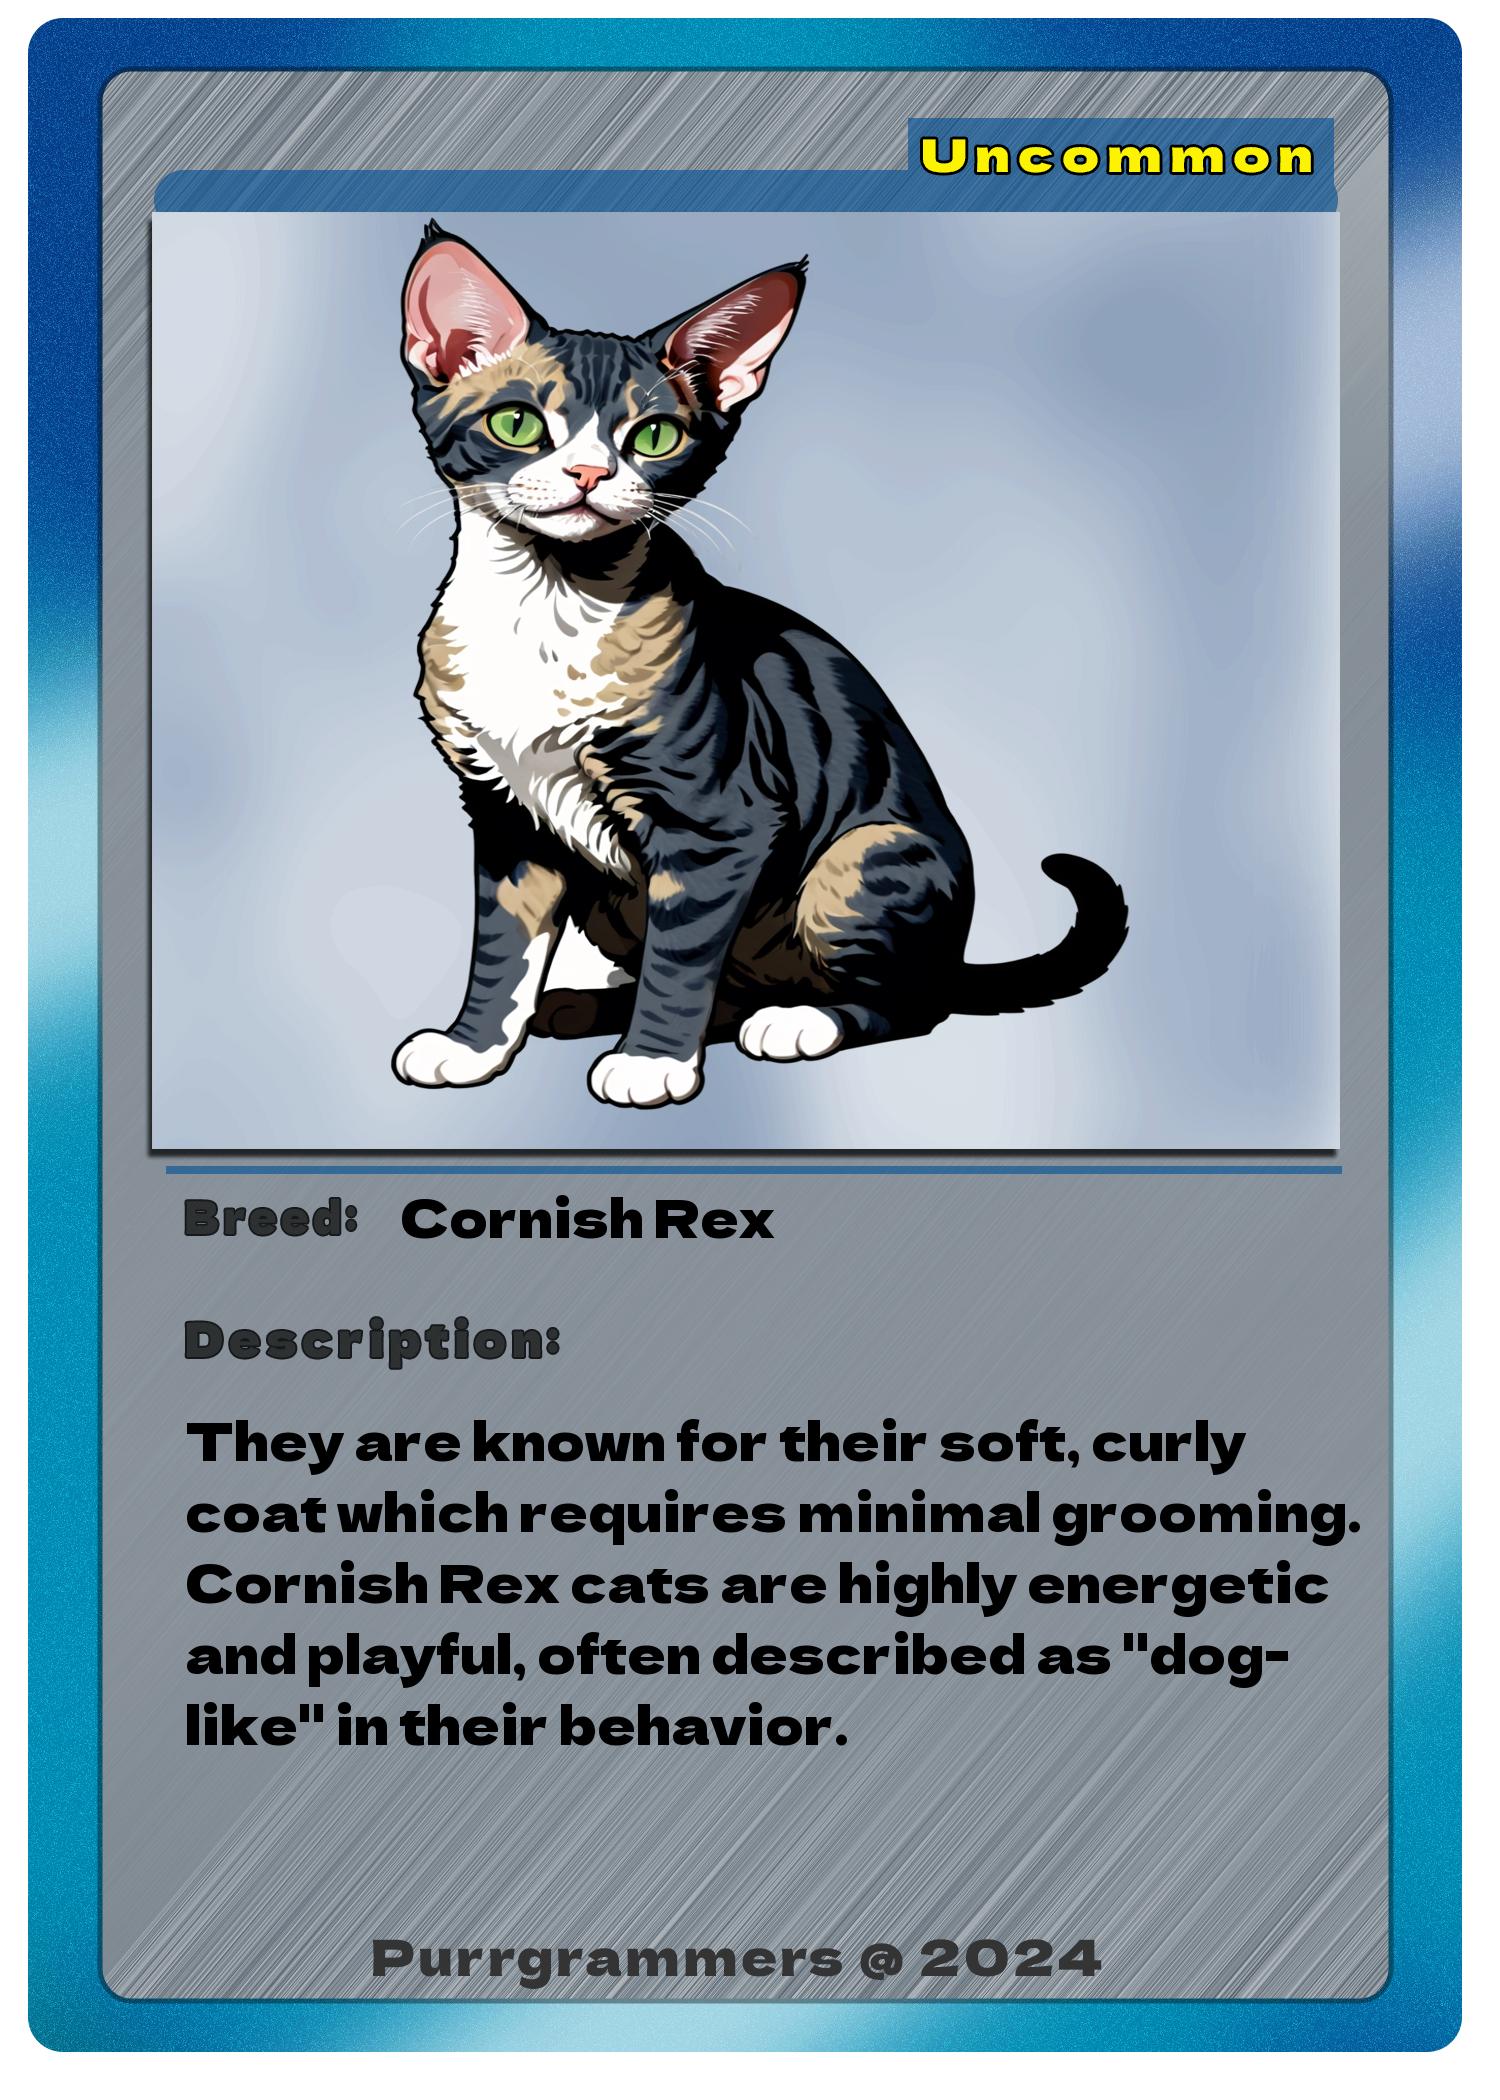 Uncommon
Breed: Cornish Rex
Description:
They are known for their soft, curly
coat which requires minimal grooming.
Cornish Rex cats are highly energetic
and playful, often described as "dog-
like" in their behavior.
Purrgrammers @ 2024